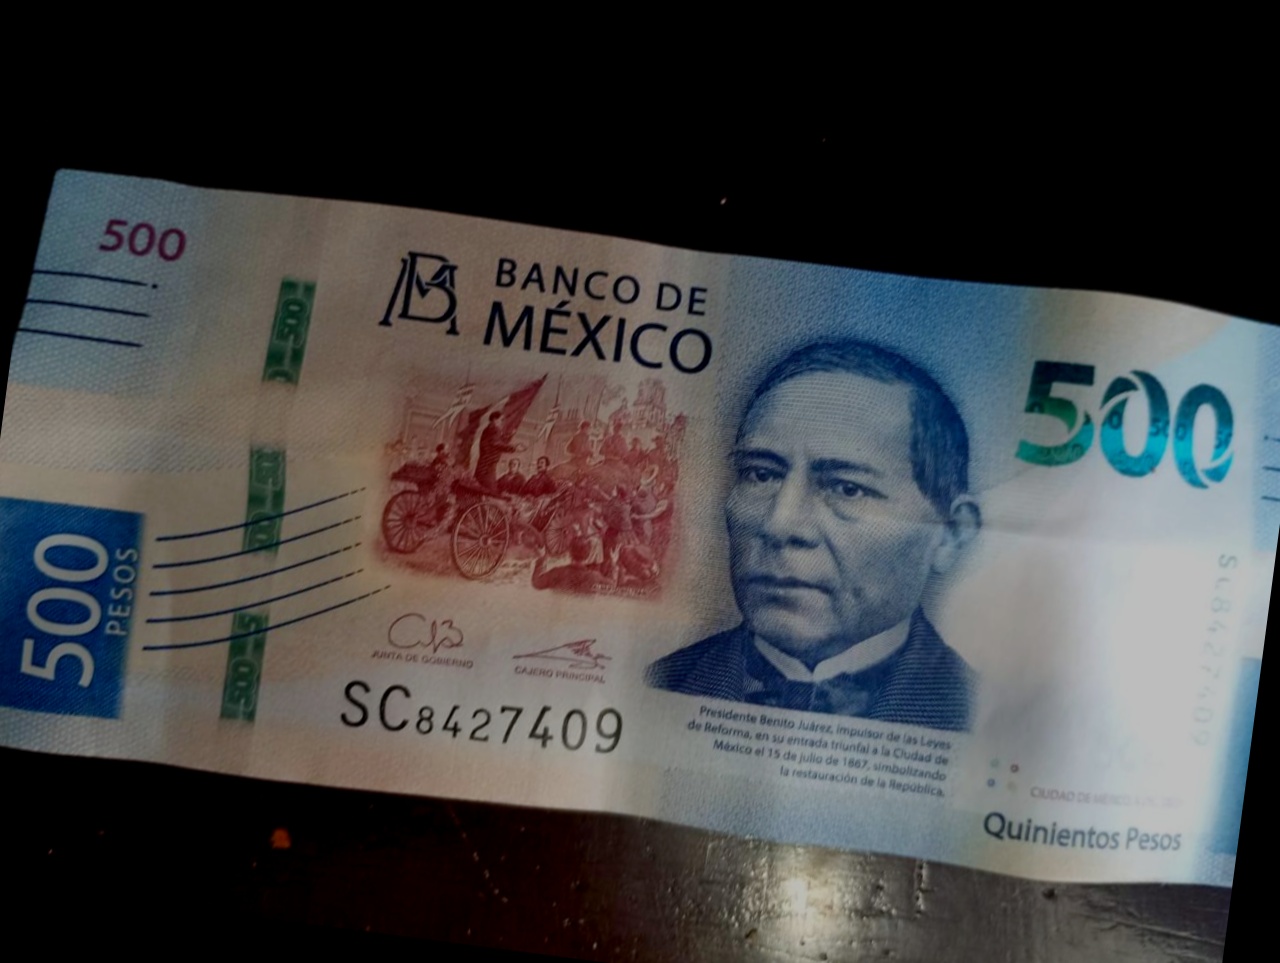 500
BANCO DE
MÉXICO
500
500
PESOS
JUNTA DE GOBIERNO
CAJERO PRINCIPAL
SC8427409
Presidente Benito Juárez, impulsor de las Leyes
de Reforma, en su entrada triunfal a la Ciudad de
México el 15 de julio de 1867, simbolizando
la restauración de la República.
SC8427409
CIUDAD DE MÉXICO
Quinientos Pesos
500
500